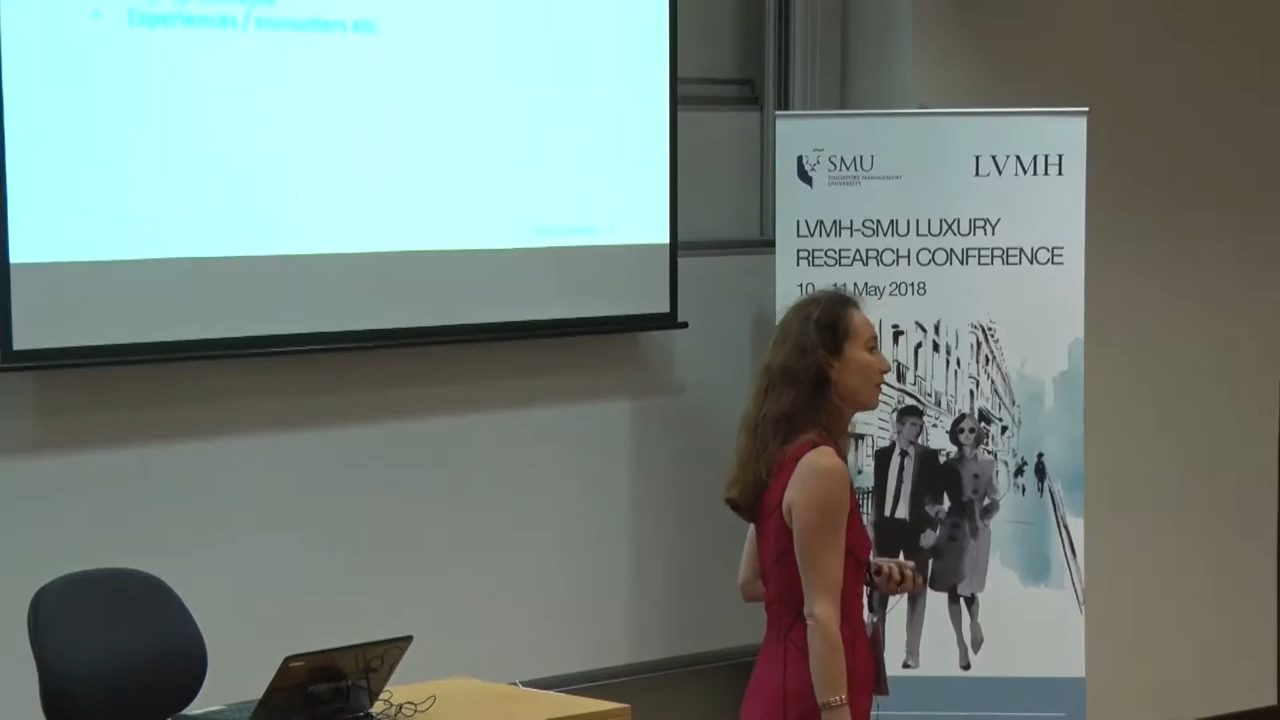 Experiences / encounters etc.
SMU
SINGAPORE MANAGEMENT
UNIVERSITY
LVMH
LVMH-SMU LUXURY
RESEARCH CONFERENCE
10 - 11 May 2018